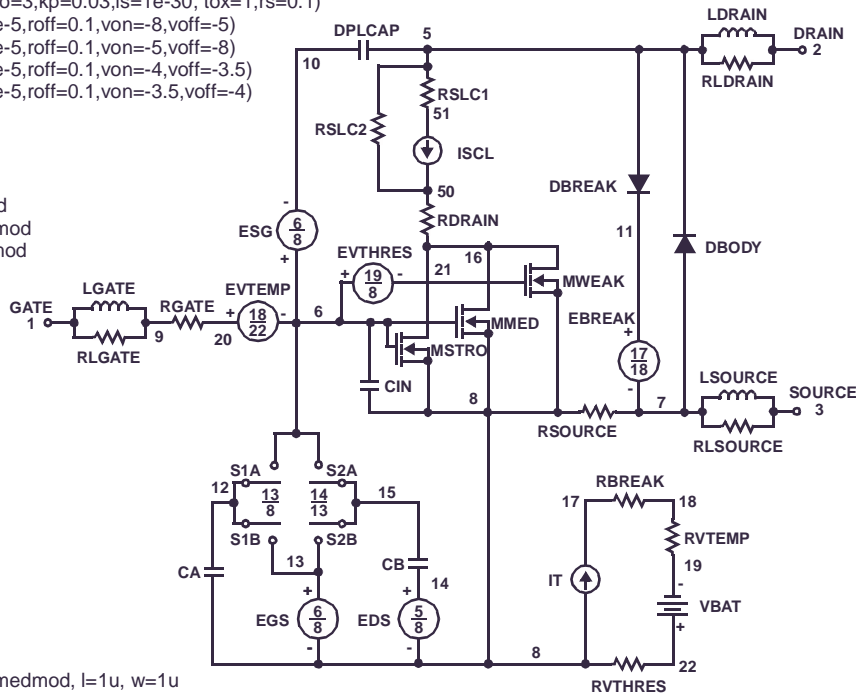 o=3,kp=0.03,is=1e-30, tox=1,rs=0.1)
e-5,roff=0.1,von=-8,voff=-5)
e-5,roff=0.1,von=-5,voff=-8)
e-5,roff=0.1,von=-4,voff=-3.5)
e-5,roff=0.1,von=-3.5,voff=-4)
d
mod
mod
LDRAIN
DPLCAP 5
DRAIN
2
10
RLDRAIN
RSLC1
51
RSLC2
ISCL
50
DBREAK
RDRAIN
ESG 6/8 - +
11
DBODY
EVTHRES
+ 19/8 -
16
21
MWEAK
LGATE
GATE
1
RGATE
EVTEMP
+ 18/22 -
6
MMED
EBREAK
+
17/18
-
9
20
RLGATE
MSTRO
CIN
LSOURCE
SOURCE
3
8
7
RSOURCE
RLSOURCE
S1A
S2A
12
13/8
14/13
15
S1B
S2B
RBREAK
17
18
13
RVTEMP
CA
CB
14
19
IT
-
VBAT
+
EGS + 6/8 -
EDS + 5/8 -
8
22
RVTHRES
medmod, l=1u, w=1u